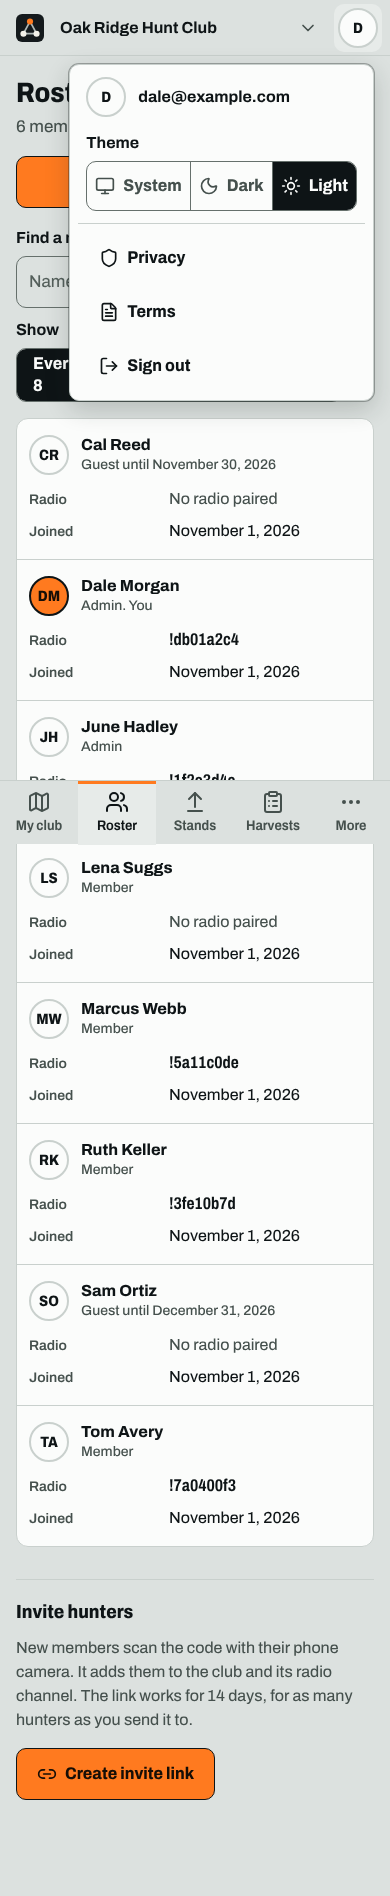 Oak Ridge Hunt Club
D
D
dale@example.com
Theme
System
Dark
Light
Privacy
Terms
Sign out
6 mem
Show
8
CR
Cal Reed
Guest until November 30, 2026
Radio
No radio paired
Joined
November 1, 2026
DM
Dale Morgan
Admin. You
Radio
!db01a2c4
Joined
November 1, 2026
JH
June Hadley
Admin
My club
Roster
Stands
Harvests
More
LS
Lena Suggs
Member
Radio
No radio paired
Joined
November 1, 2026
MW
Marcus Webb
Member
Radio
!5a11c0de
Joined
November 1, 2026
RK
Ruth Keller
Member
Radio
!3fe10b7d
Joined
November 1, 2026
SO
Sam Ortiz
Guest until December 31, 2026
Radio
No radio paired
Joined
November 1, 2026
TA
Tom Avery
Member
Radio
!7a0400f3
Joined
November 1, 2026
Invite hunters
New members scan the code with their phone
camera. It adds them to the club and its radio
channel. The link works for 14 days, for as many
hunters as you send it to.
Create invite link